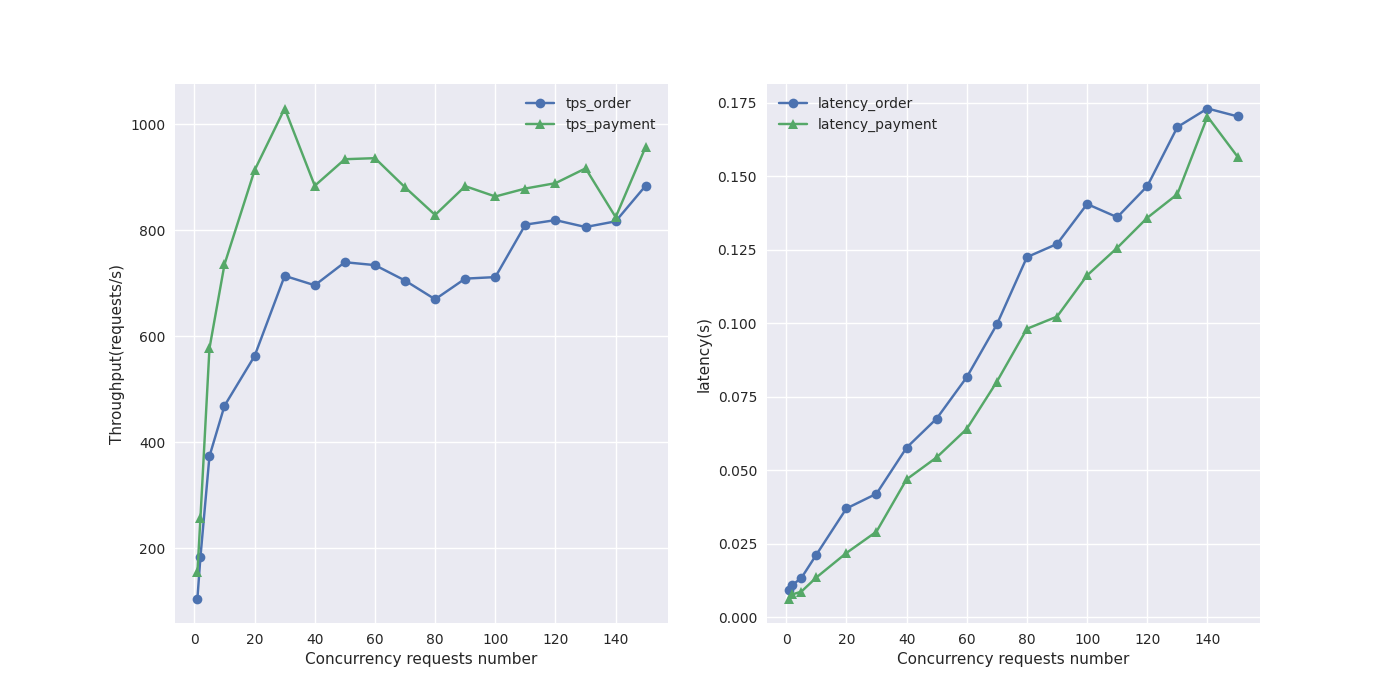 tps_order
tps_payment
1000
800
600
400
200
Throughput(requests/s)
0 20 40 60 80 100 120 140
Concurrency requests number
latency_order
latency_payment
0.175
0.150
0.125
0.100
0.075
0.050
0.025
0.000
latency(s)
0 20 40 60 80 100 120 140
Concurrency requests number